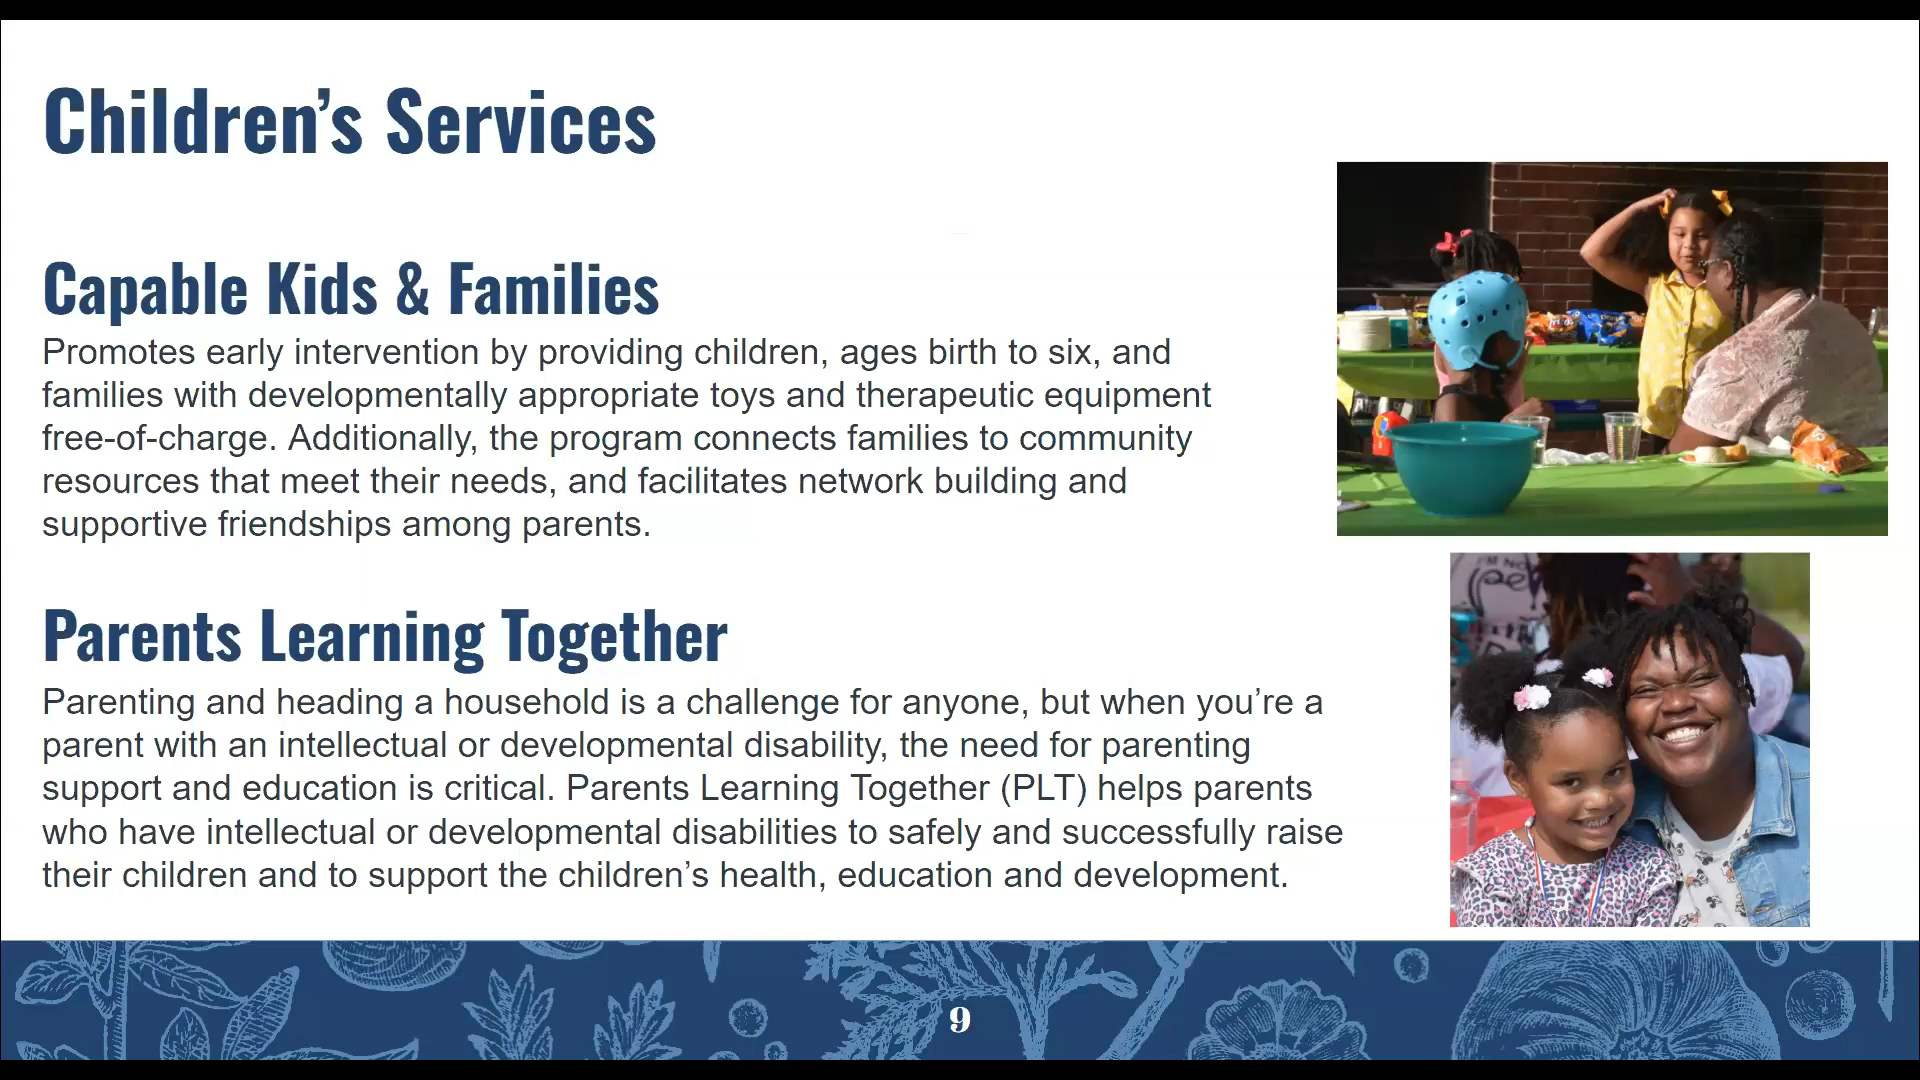 Children’s Services
Capable Kids & Families
Promotes early intervention by providing children, ages birth to six, and
families with developmentally appropriate toys and therapeutic equipment
free-of-charge. Additionally, the program connects families to community
resources that meet their needs, and facilitates network building and
supportive friendships among parents.
Parents Learning Together
Parenting and heading a household is a challenge for anyone, but when you’re a
parent with an intellectual or developmental disability, the need for parenting
support and education is critical. Parents Learning Together (PLT) helps parents
who have intellectual or developmental disabilities to safely and successfully raise
their children and to support the children’s health, education and development.
9